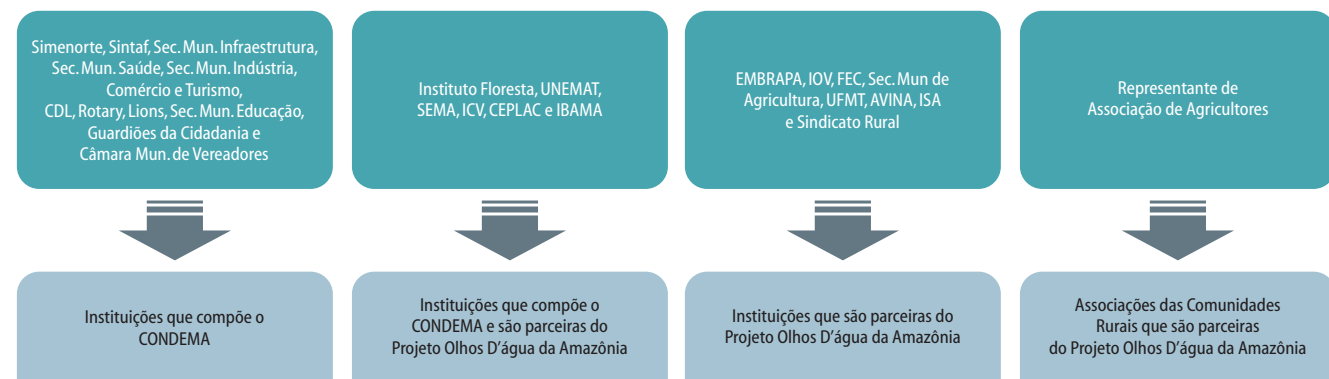 Simenorte, Sintaf, Sec. Mun. Infraestrutura,
Sec. Mun. Saúde, Sec. Mun. Indústria,
Comércio e Turismo,
CDL, Rotary, Lions, Sec. Mun. Educação,
Guardiões da Cidadania e
Câmara Mun. de Vereadores
Instituto Floresta, UNEMAT,
SEMA, ICV, CEPLAC e IBAMA
EMBRAPA, IOV, FEC, Sec. Mun de
Agricultura, UFMT, AVINA, ISA
e Sindicato Rural
Representante de
Associação de Agricultores
Instituições que compõe o
CONDEMA
Instituições que compõe o
CONDEMA e são parceiras do
Projeto Olhos D’água da Amazônia
Instituições que são parceiras do
Projeto Olhos D’água da Amazônia
Associações das Comunidades
Rurais que são parceiras
do Projeto Olhos D’água da Amazônia